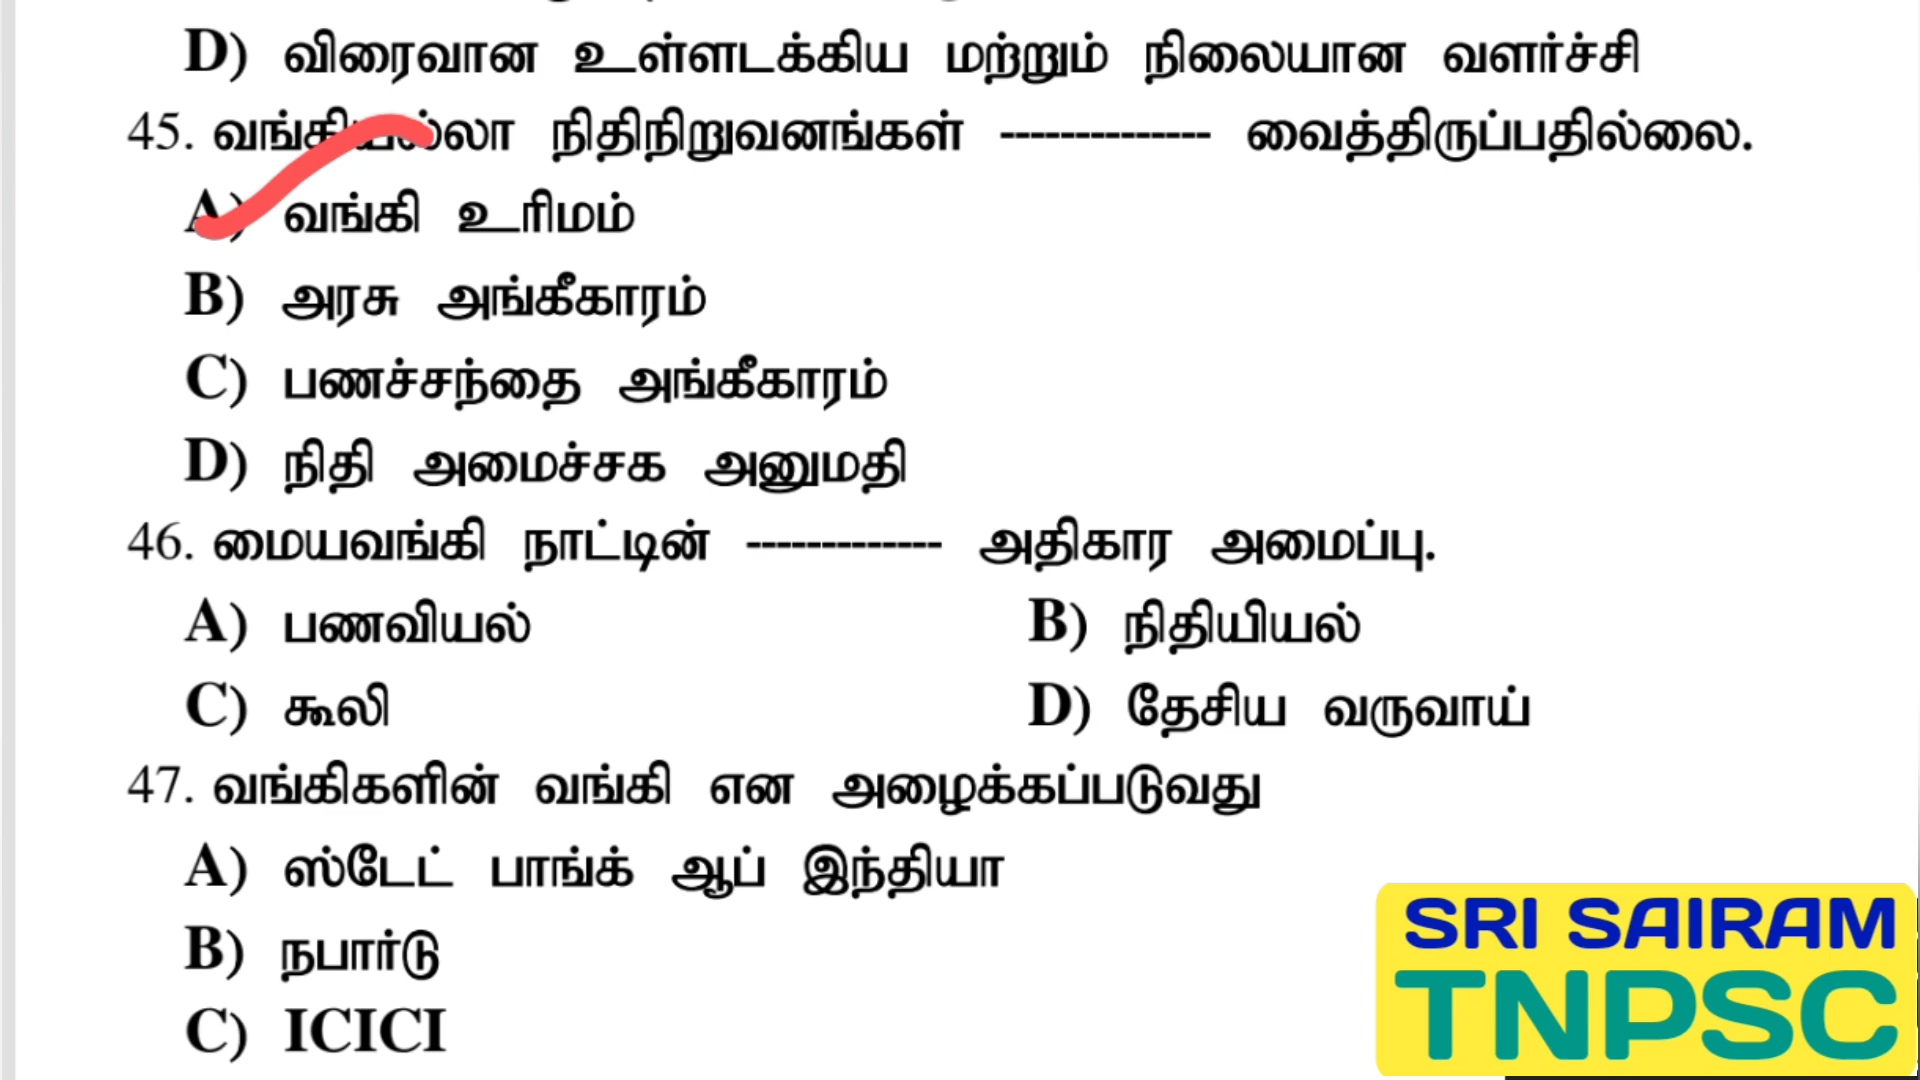 D) விரைவான உள்ளடக்கிய மற்றும் நிலையான வளர்ச்சி
45. வங்கியல்லா நிதிநிறுவனங்கள் -------------- வைத்திருப்பதில்லை.
A) வங்கி உரிமம்
B) அரசு அங்கீகாரம்
C) பணச்சந்தை அங்கீகாரம்
D) நிதி அமைச்சக அனுமதி
46. மையவங்கி நாட்டின் ------------- அதிகார அமைப்பு.
A) பணவியல் B) நிதியியல்
C) கூலி D) தேசிய வருவாய்
47. வங்கிகளின் வங்கி என அழைக்கப்படுவது
A) ஸ்டேட் பாங்க் ஆப் இந்தியா
B) நபார்டு
C) ICICI
SRI SAIRAM
TNPSC